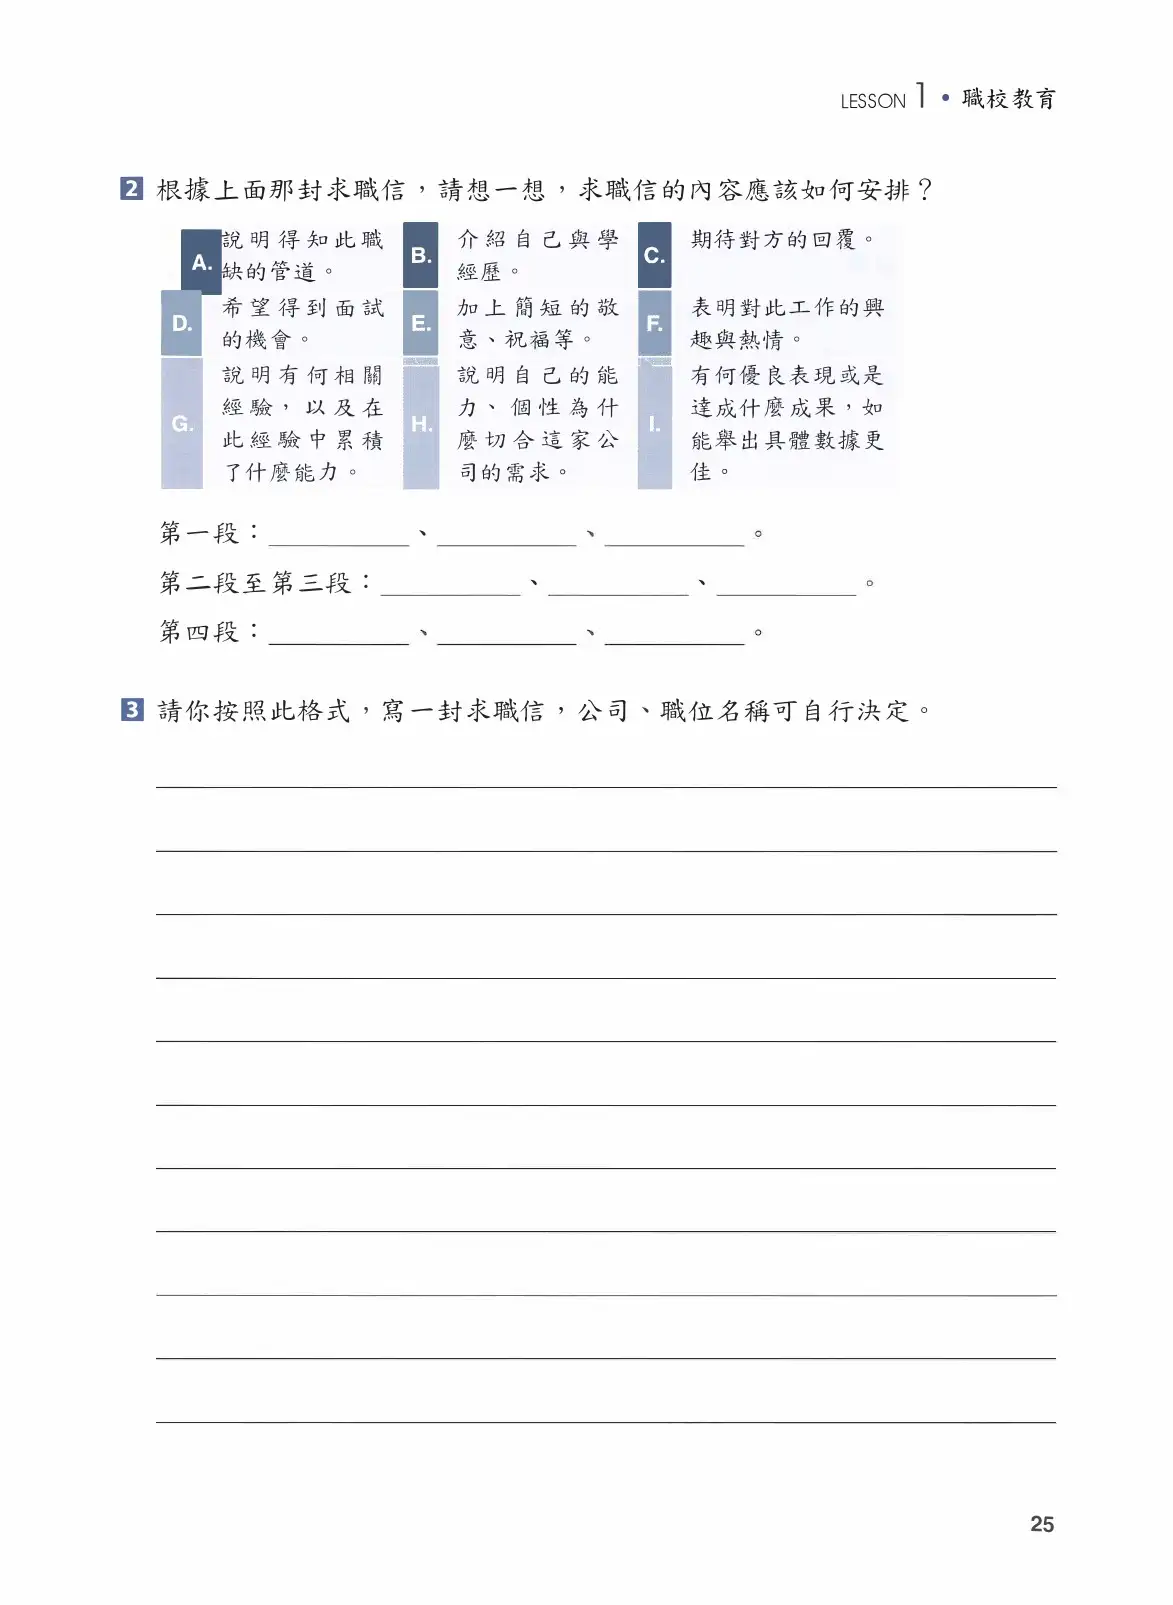 LESSON 1 • 職校教育
2 根據上面那封求職信，請想一想，求職信的內容應該如何安排？
A. 說明得知此職
缺的管道。
B. 介紹自己與學
經歷。
C. 期待對方的回覆。
D. 希望得到面試
的機會。
E. 加上簡短的敬
意、祝福等。
F. 表明對此工作的興
趣與熱情。
G. 說明有何相關
經驗，以及在
此經驗中累積
了什麼能力。
H. 說明自己的能
力、個性為什
麼切合這家公
司的需求。
I. 有何優良表現或是
達成什麼成果，如
能舉出具體數據更
佳。
第一段：__________、__________、__________。
第二段至第三段：__________、__________、__________。
第四段：__________、__________、__________。
3 請你按照此格式，寫一封求職信，公司、職位名稱可自行決定。
25